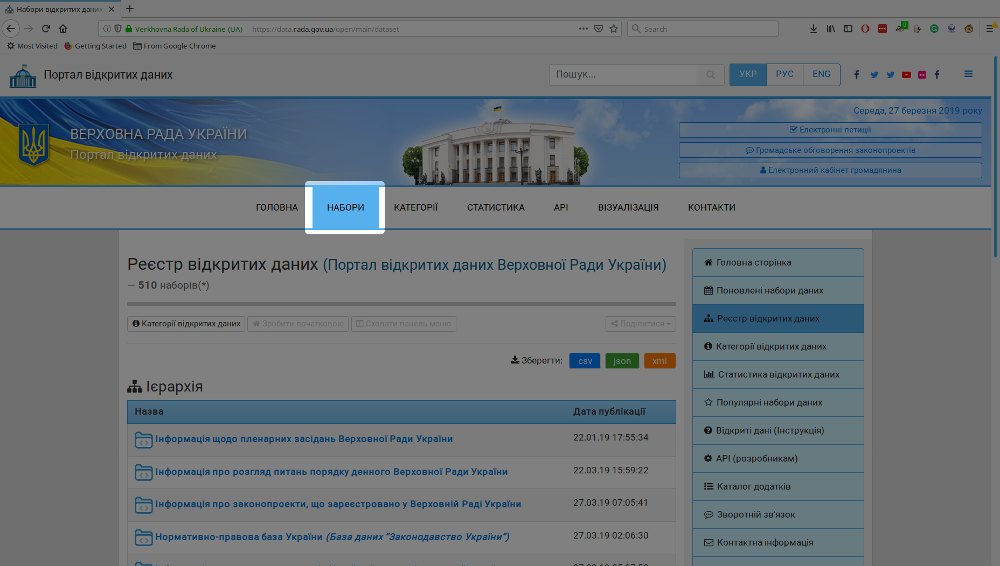 Набори відкритих даних
Most Visited Getting Started From Google Chrome
Verkhovna Rada of Ukraine (UA) https://data.rada.gov.ua/open/main/dataset
Search
Портал відкритих даних
Пошук...
УКР РУС ENG
Середа, 27 березня 2019 року
ВЕРХОВНА РАДА УКРАЇНИ
Портал відкритих даних
Електронні петиції
Громадське обговорення законопроектів
Електронний кабінет громадянина
ГОЛОВНА НАБОРИ КАТЕГОРІЇ СТАТИСТИКА API ВІЗУАЛІЗАЦІЯ КОНТАКТИ
Реєстр відкритих даних (Портал відкритих даних Верховної Ради України)
— 510 наборів(*)
Категорії відкритих даних Зробити початковою Сховати панель меню Поділитися
Зберегти: csv json xml
Ієрархія
Назва Дата публікації
Інформація щодо пленарних засідань Верховної Ради України 22.01.19 17:55:34
Інформація про розгляд питань порядку денного Верховної Ради України 22.03.19 15:59:22
Інформація про законопроекти, що зареєстровано у Верховній Раді України 27.03.19 07:05:41
Нормативно-правова база України (База даних "Законодавство України") 27.03.19 02:06:30
Головна сторінка
Поновлені набори даних
Реєстр відкритих даних
Категорії відкритих даних
Статистика відкритих даних
Популярні набори даних
Відкриті дані (Інструкція)
API (розробникам)
Каталог додатків
Зворотній зв'язок
Контактна інформація